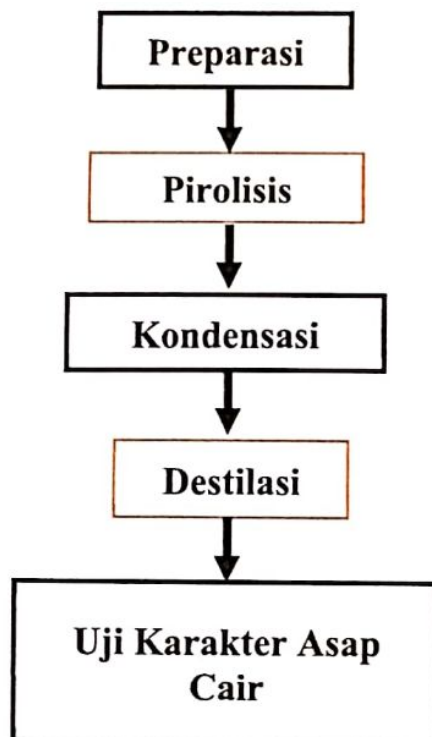 Preparasi
Pirolisis
Kondensasi
Destilasi
Uji Karakter Asap
Cair